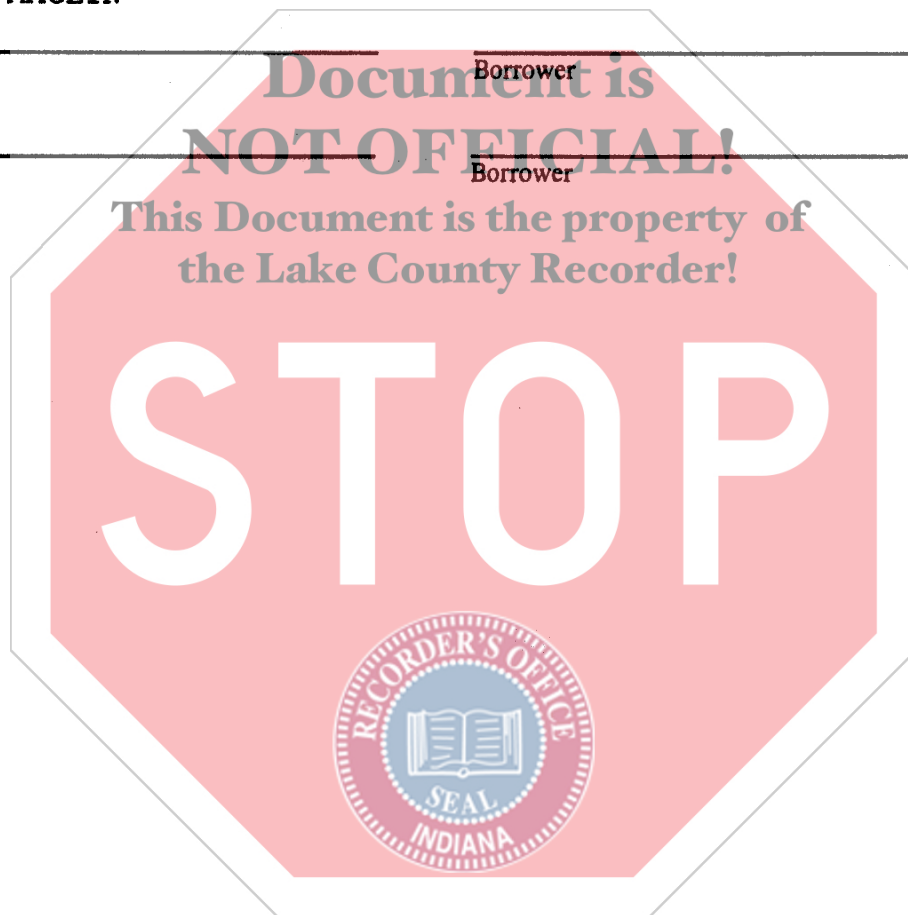 Borrower
Document is
NOT OFFICIAL!
Borrower
This Document is the property of
the Lake County Recorder!
STOP
RECORDER'S OFFICE
SEAL
INDIANA